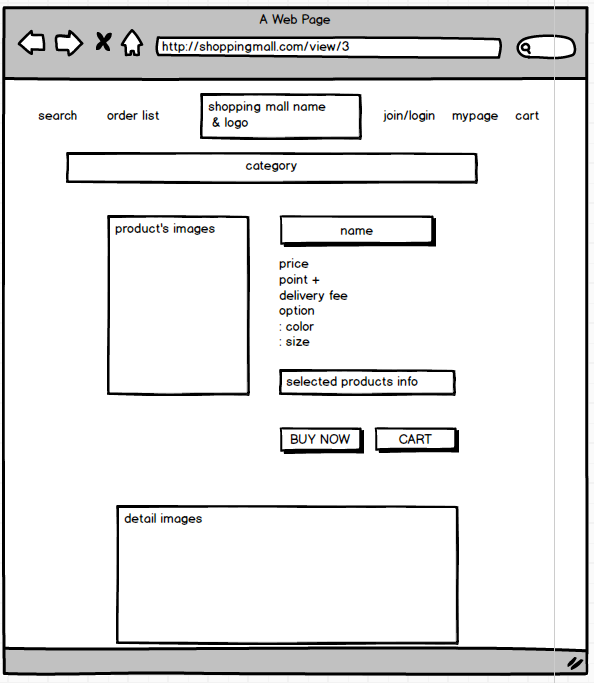 A Web Page
http://shoppingmall.com/view/3
search
order list
shopping mall name
& logo
join/login
mypage
cart
category
product's images
name
price
point +
delivery fee
option
: color
: size
selected products info
BUY NOW
CART
detail images